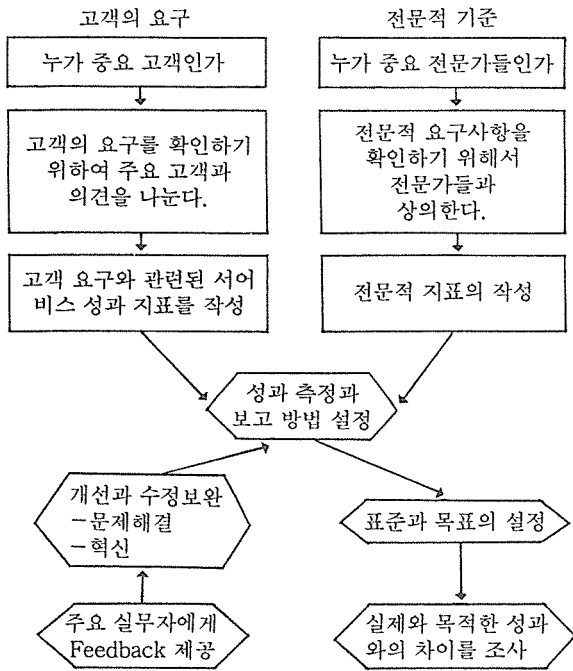 고객의 요구
전문적 기준
누가 중요 고객인가
누가 중요 전문가들인가
고객의 요구를 확인하기
위하여 주요 고객과
의견을 나눈다.
전문적 요구사항을
확인하기 위해서
전문가들과
상의한다.
고객 요구와 관련된 서어
비스 성과 지표를 작성
전문적 지표의 작성
성과 측정과
보고 방법 설정
개선과 수정보완
-문제해결
-혁신
표준과 목표의 설정
주요 실무자에게
Feedback 제공
실제와 목적한 성과
와의 차이를 조사